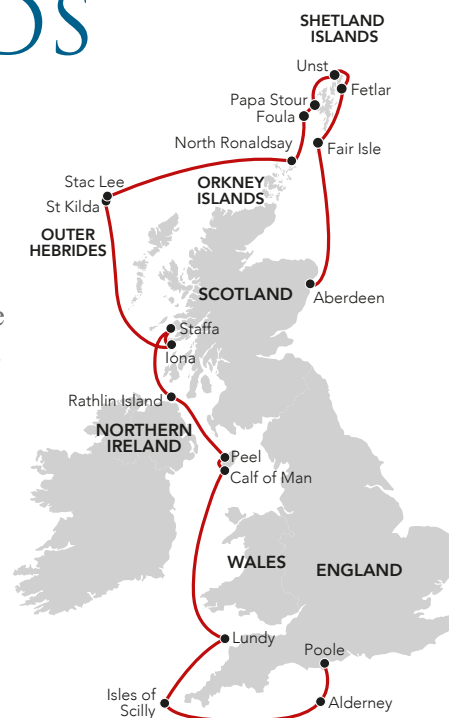 DS
SHETLAND
ISLANDS
Unst
Fetlar
Papa Stour
Foula
North Ronaldsay
Fair Isle
Stac Lee
ORKNEY
ISLANDS
St Kilda
OUTER
HEBRIDES
SCOTLAND
Aberdeen
e
Staffa
Iona
Rathlin Island
NORTHERN
IRELAND
Peel
Calf of Man
WALES
ENGLAND
Lundy
Poole
Isles of
Scilly
Alderney